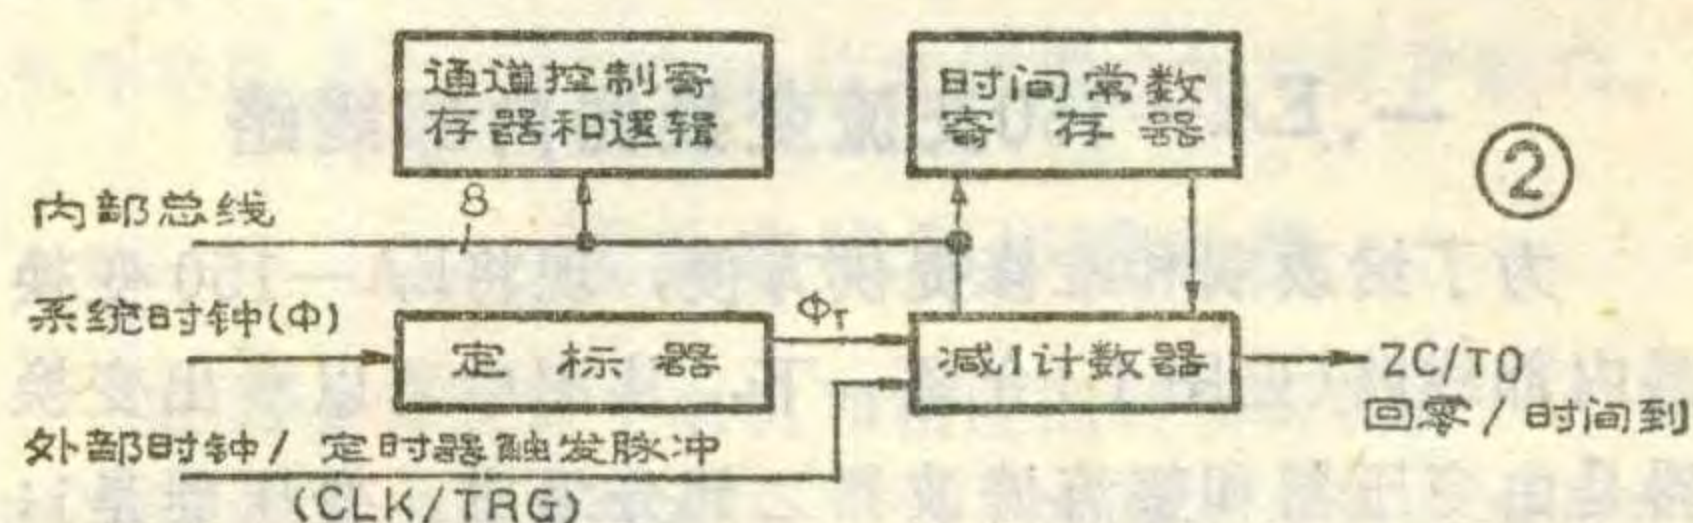 通道控制寄
存器和逻辑
时间常数
寄存器
②
内部总线
8
系统时钟(Φ)
定标器
Φτ
减1计数器
ZC/TO
回零/时间到
外部时钟/定时器触发脉冲
(CLK/TRG)